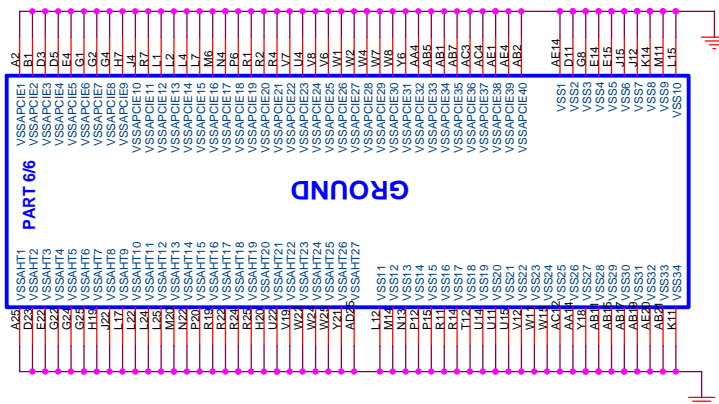 A2
B1
D3
D5
E4
G1
G2
G4
H7
J4
R7
L1
L2
L4
L7
M6
N4
P6
R1
R2
R4
V7
U4
V8
V6
W1
W2
W4
W7
W8
Y6
AA4
AB5
AB1
AB7
AC3
AC4
AE1
AE4
AB2
AE14
D11
G8
E14
E15
J15
J12
K14
M11
L15
VSSAPCIE1
VSSAPCIE2
VSSAPCIE3
VSSAPCIE4
VSSAPCIE5
VSSAPCIE6
VSSAPCIE7
VSSAPCIE8
VSSAPCIE9
VSSAPCIE10
VSSAPCIE11
VSSAPCIE12
VSSAPCIE13
VSSAPCIE14
VSSAPCIE15
VSSAPCIE16
VSSAPCIE17
VSSAPCIE18
VSSAPCIE19
VSSAPCIE20
VSSAPCIE21
VSSAPCIE22
VSSAPCIE23
VSSAPCIE24
VSSAPCIE25
VSSAPCIE26
VSSAPCIE27
VSSAPCIE28
VSSAPCIE29
VSSAPCIE30
VSSAPCIE31
VSSAPCIE32
VSSAPCIE33
VSSAPCIE34
VSSAPCIE35
VSSAPCIE36
VSSAPCIE37
VSSAPCIE38
VSSAPCIE39
VSSAPCIE40
VSS1
VSS2
VSS3
VSS4
VSS5
VSS6
VSS7
VSS8
VSS9
VSS10
PART 6/6
GROUND
VSSAHT1
VSSAHT2
VSSAHT3
VSSAHT4
VSSAHT5
VSSAHT6
VSSAHT7
VSSAHT8
VSSAHT9
VSSAHT10
VSSAHT11
VSSAHT12
VSSAHT13
VSSAHT14
VSSAHT15
VSSAHT16
VSSAHT17
VSSAHT18
VSSAHT19
VSSAHT20
VSSAHT21
VSSAHT22
VSSAHT23
VSSAHT24
VSSAHT25
VSSAHT26
VSSAHT27
VSS11
VSS12
VSS13
VSS14
VSS15
VSS16
VSS17
VSS18
VSS19
VSS20
VSS21
VSS22
VSS23
VSS24
VSS25
VSS26
VSS27
VSS28
VSS29
VSS30
VSS31
VSS32
VSS33
VSS34
A25
D23
E22
G22
G24
G25
H19
J22
L17
L22
L24
L25
M20
N22
P20
R19
R22
R24
R25
H20
U22
V19
W22
W24
W25
Y21
AD25
L12
M14
N13
P12
P15
R11
R14
T12
U14
U11
U15
V12
W11
W15
AC12
AA14
Y18
AB11
AB15
AB17
AB19
AE20
AB21
K11